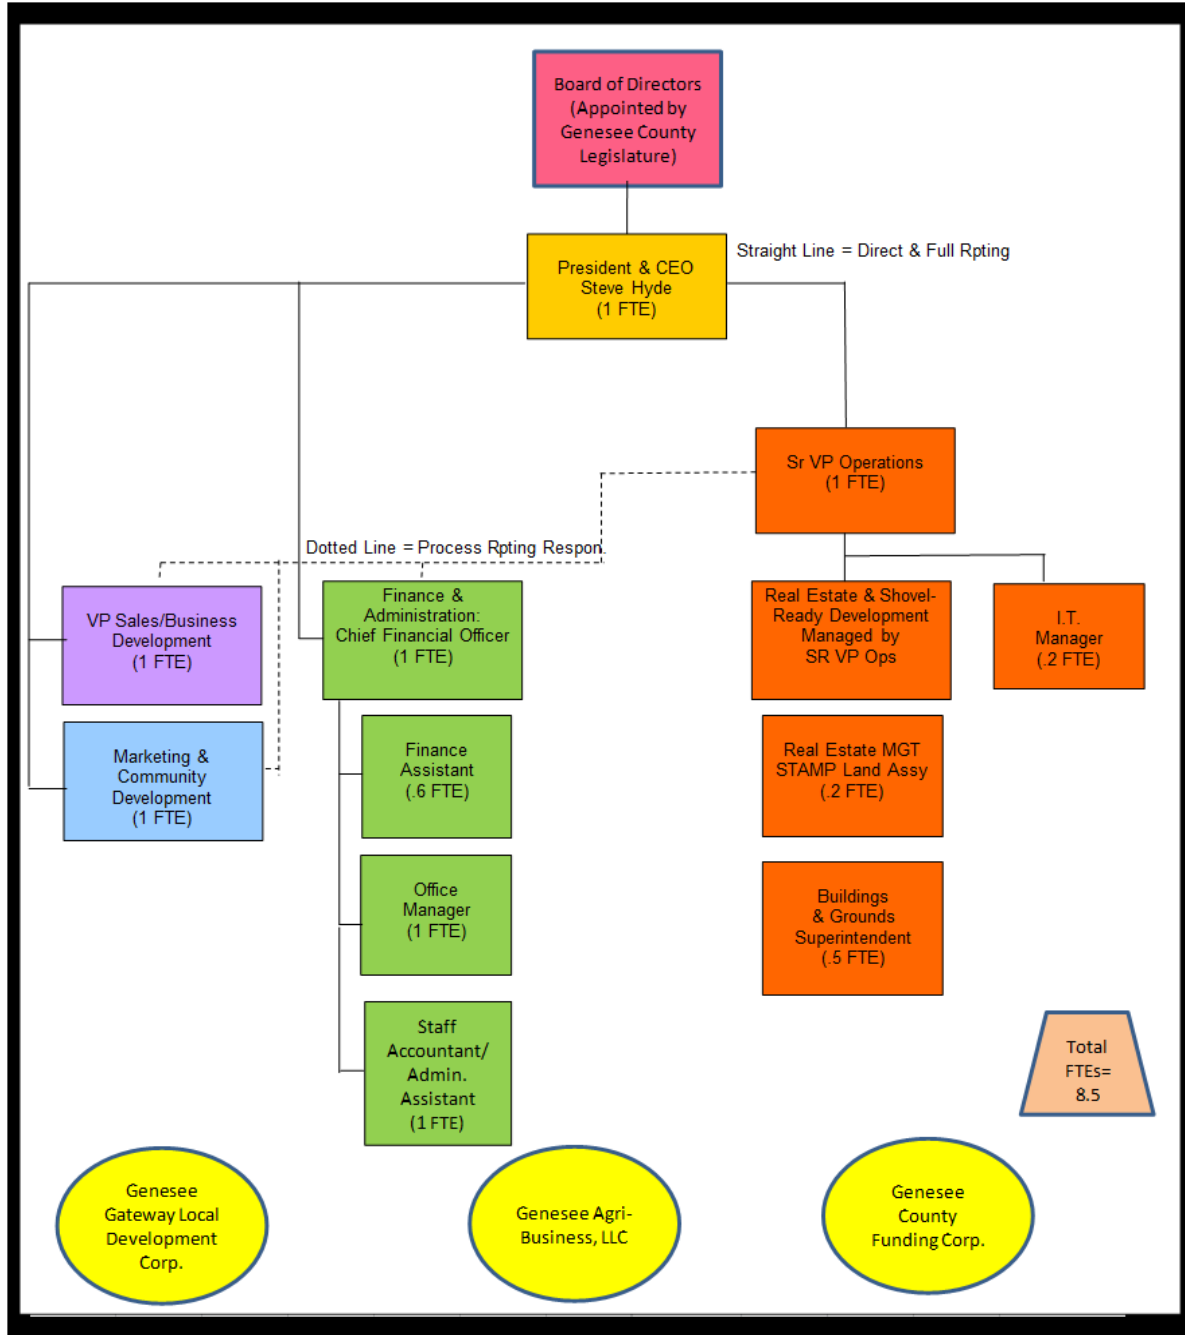 Board of Directors
(Appointed by
Genesee County
Legislature)
President & CEO
Steve Hyde
(1 FTE)
Straight Line = Direct & Full Rpting
Sr VP Operations
(1 FTE)
Dotted Line = Process Rpting Respon.
VP Sales/Business
Development
(1 FTE)
Finance &
Administration:
Chief Financial Officer
(1 FTE)
Real Estate & Shovel-
Ready Development
Managed by
SR VP Ops
I.T.
Manager
(.2 FTE)
Marketing &
Community
Development
(1 FTE)
Finance
Assistant
(.6 FTE)
Real Estate MGT
STAMP Land Assy
(.2 FTE)
Office
Manager
(1 FTE)
Buildings
& Grounds
Superintendent
(.5 FTE)
Staff
Accountant/
Admin.
Assistant
(1 FTE)
Total
FTEs=
8.5
Genesee
Gateway Local
Development
Corp.
Genesee Agri-
Business, LLC
Genesee
County
Funding Corp.